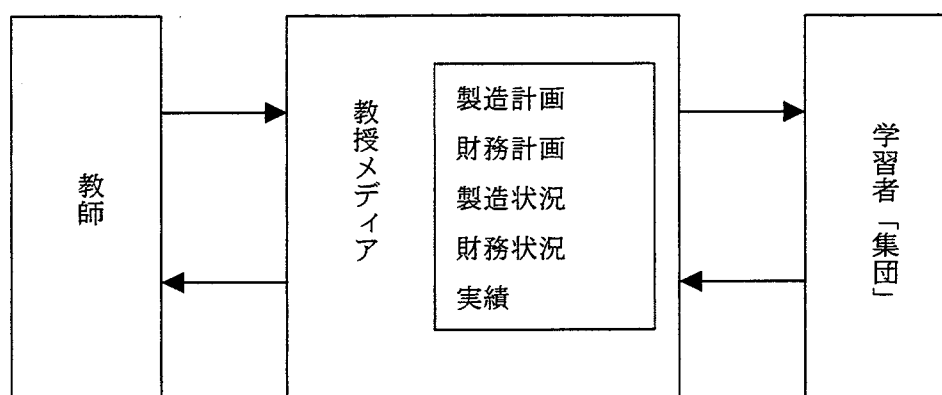 教師
教授メディア
製造計画
財務計画
製造状況
財務状況
実績
学習者「集団」